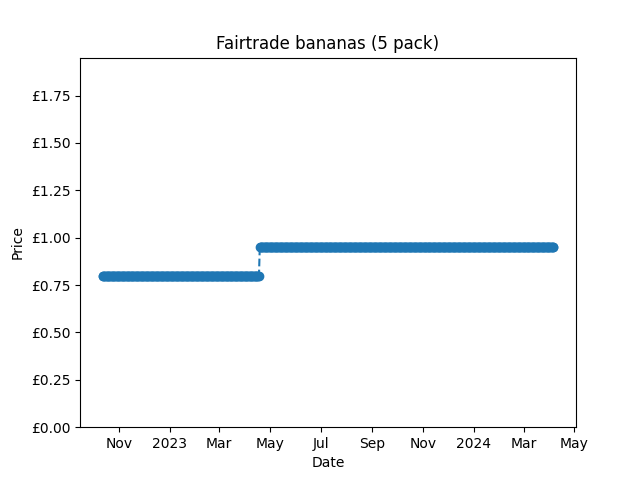 Fairtrade bananas (5 pack)
£1.75
£1.50
£1.25
£1.00
£0.75
£0.50
£0.25
£0.00
Price
Nov 2023 Mar May Jul Sep Nov 2024 Mar May
Date